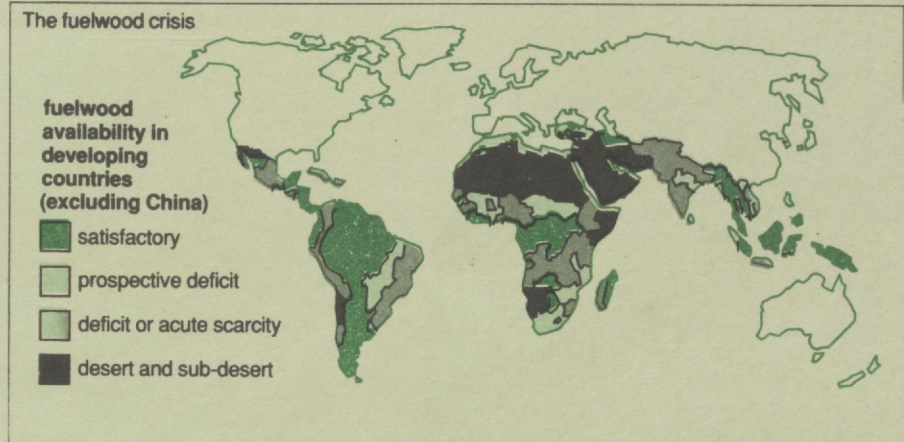 The fuelwood crisis
fuelwood
availability in
developing
countries
(excluding China)
satisfactory
prospective deficit
deficit or acute scarcity
desert and sub-desert